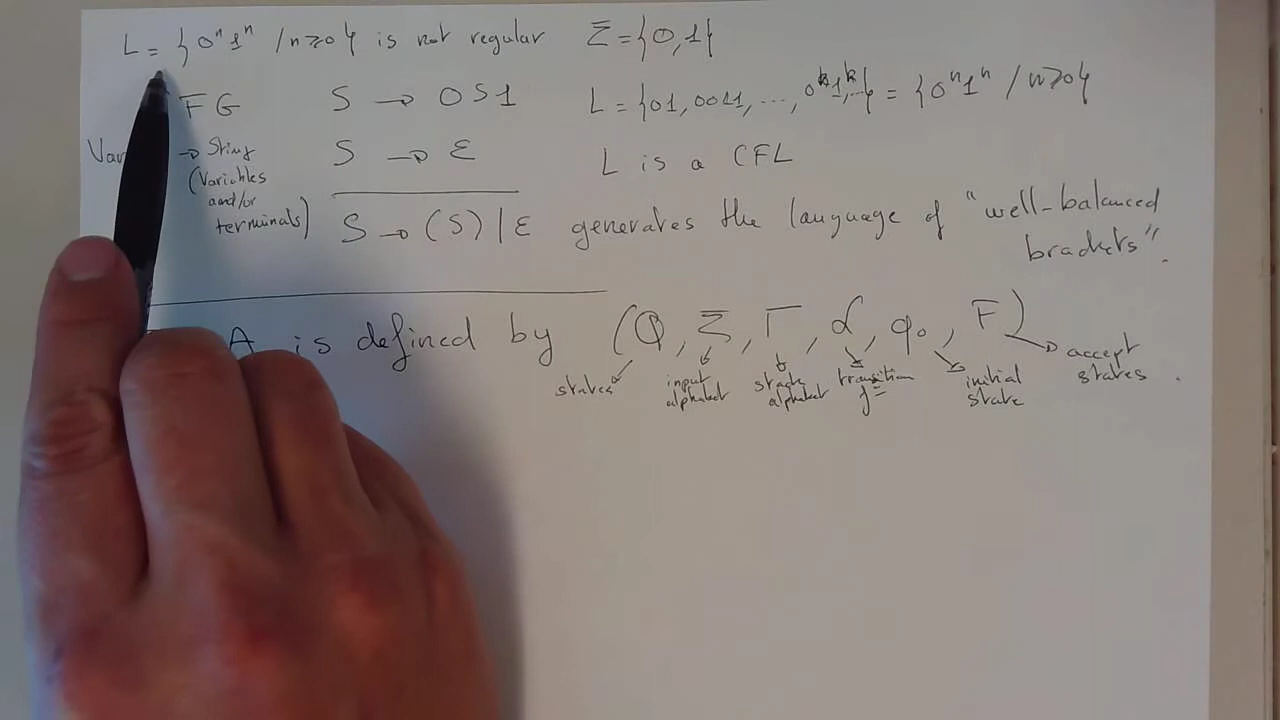 L = { 0ⁿ1ⁿ / n ≥ 0 } is not regular Σ = {0,1}
FG S → 0S1 L = {01, 0011, ..., 0ᵏ1ᵏ, ...} = {0ⁿ1ⁿ / n ≥ 0}
Var → String S → ε L is a CFL
(Variables
and/or
terminals) S → (S) | ε generates the language of "well-balanced
brackets".
A is defined by (Q, Σ, Γ, δ, q₀, F) → accept
states input stack transition initial states.
alphabet alphabet f= state